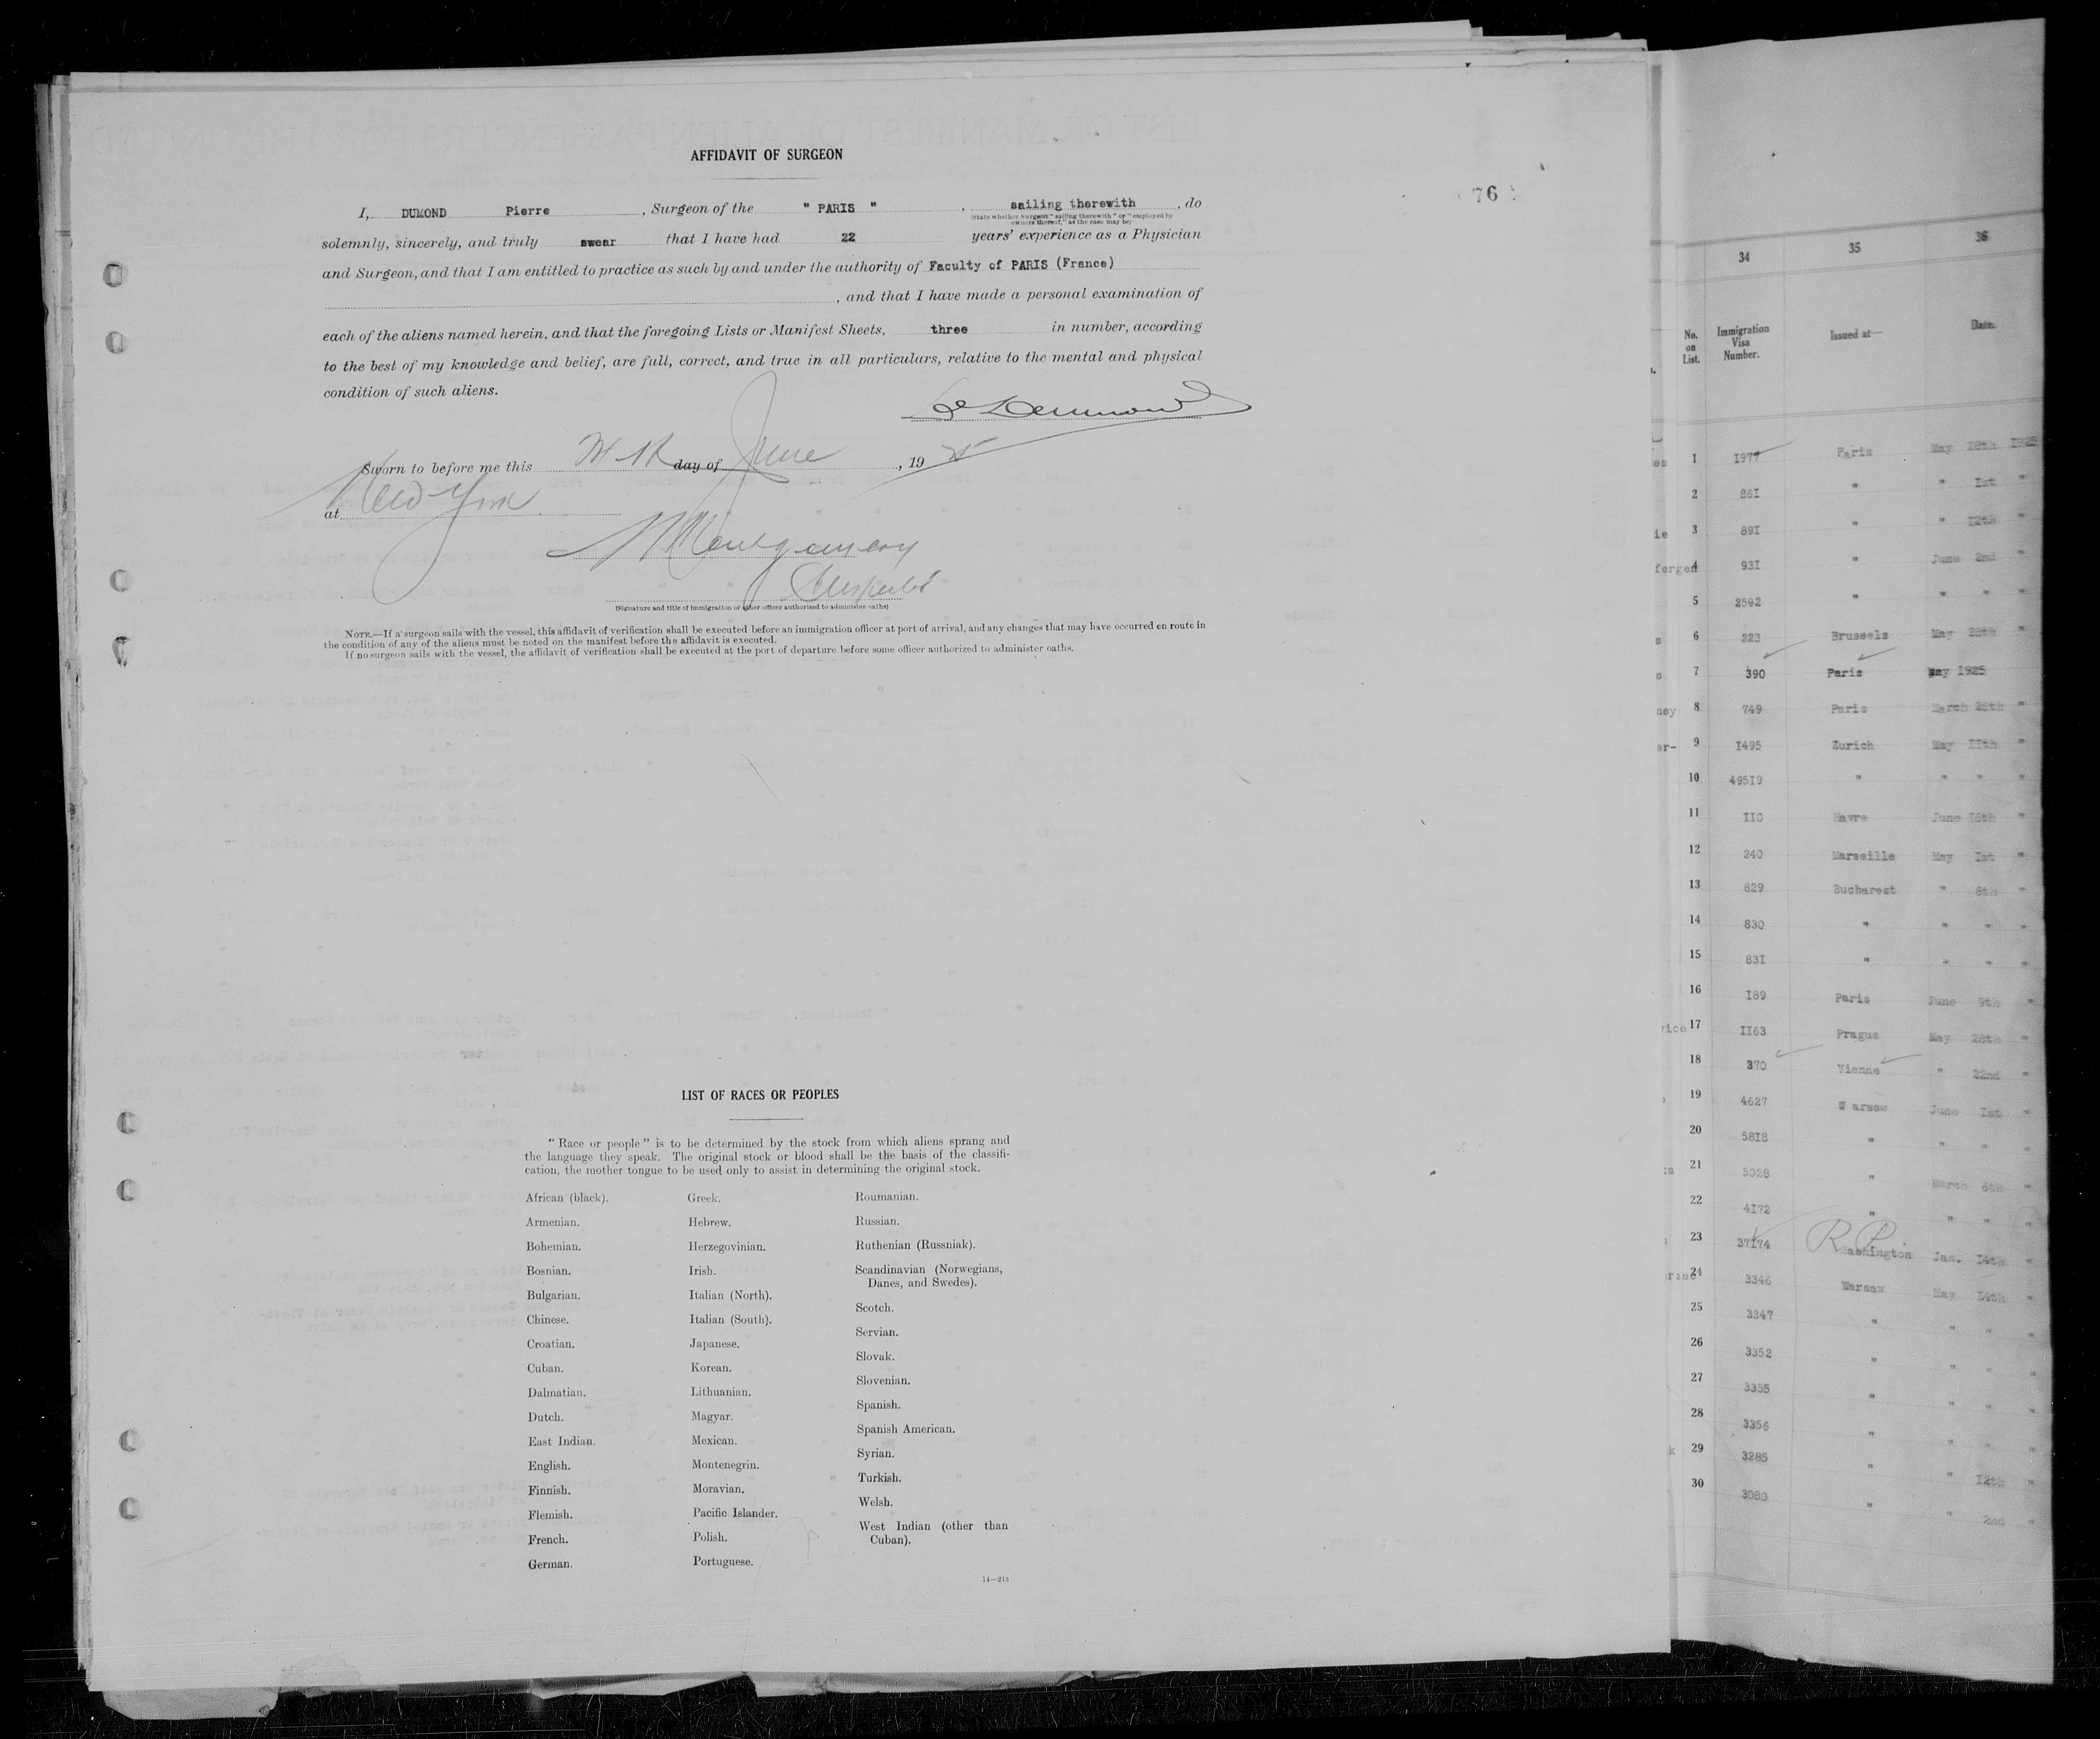 AFFIDAVIT OF SURGEON
76
I, DUMOND Pierre, Surgeon of the " PARIS ", sailing therewith, do
(State whether Surgeon "sailing therewith" or "employed by
owners thereof," as the case may be)
solemnly, sincerely, and truly swear that I have had 22 years' experience as a Physician
and Surgeon, and that I am entitled to practice as such by and under the authority of Faculty of PARIS (France)
, and that I have made a personal examination of
each of the aliens named herein, and that the foregoing Lists or Manifest Sheets, three in number, according
to the best of my knowledge and belief, are full, correct, and true in all particulars, relative to the mental and physical
condition of such aliens.
Sworn to before me this day of June, 19 25
at New York
Montgomery
Inspector
(Signature and title of immigration or other officer authorized to administer oaths)
NOTE.—If a surgeon sails with the vessel, this affidavit of verification shall be executed before an immigration officer at port of arrival, and any changes that may have occurred en route in
the condition of any of the aliens must be noted on the manifest before the affidavit is executed.
If no surgeon sails with the vessel, the affidavit of verification shall be executed at the port of departure before some officer authorized to administer oaths.
LIST OF RACES OR PEOPLES
"Race or people" is to be determined by the stock from which aliens sprang and
the language they speak. The original stock or blood shall be the basis of the classifi-
cation, the mother tongue to be used only to assist in determining the original stock.
African (black).
Armenian.
Bohemian.
Bosnian.
Bulgarian.
Chinese.
Croatian.
Cuban.
Dalmatian.
Dutch.
East Indian.
English.
Finnish.
Flemish.
French.
German.
Greek.
Hebrew.
Herzegovinian.
Irish.
Italian (North).
Italian (South).
Japanese.
Korean.
Lithuanian.
Magyar.
Mexican.
Montenegrin.
Moravian.
Pacific Islander.
Polish.
Portuguese.
Roumanian.
Russian.
Ruthenian (Russniak).
Scandinavian (Norwegians,
Danes, and Swedes).
Scotch.
Servian.
Slovak.
Slovenian.
Spanish.
Spanish American.
Syrian.
Turkish.
Welsh.
West Indian (other than
Cuban).
14—213
34 35 36
No. on List. Immigration Visa Number. Issued at— Date.
1 1977 Paris May 28th 1925
2 861 " " 1st "
3 891 " " 12th "
4 931 " June 2nd "
5 2592 " " " "
6 223 Brussels May 28th "
7 390 Paris May 1925
8 749 Paris March 28th "
9 1495 Zurich May 11th "
10 49519 " " " "
11 110 Havre June 16th "
12 240 Marseille May 1st "
13 829 Bucharest " 6th "
14 830 " " " "
15 831 " " " "
16 189 Paris June 9th "
17 1163 Prague May 28th "
18 370 Vienne " 22nd "
19 4627 Warsaw June 1st "
20 5818 " " " "
21 5028 " March 6th "
22 4172 " " " "
23 37174 R P Washington Jan. 14th "
24 3346 Warsaw May 14th "
25 3347 " " " "
26 3352 " " " "
27 3355 " " " "
28 3356 " " " "
29 3285 " " 12th "
30 3080 " " 2nd "